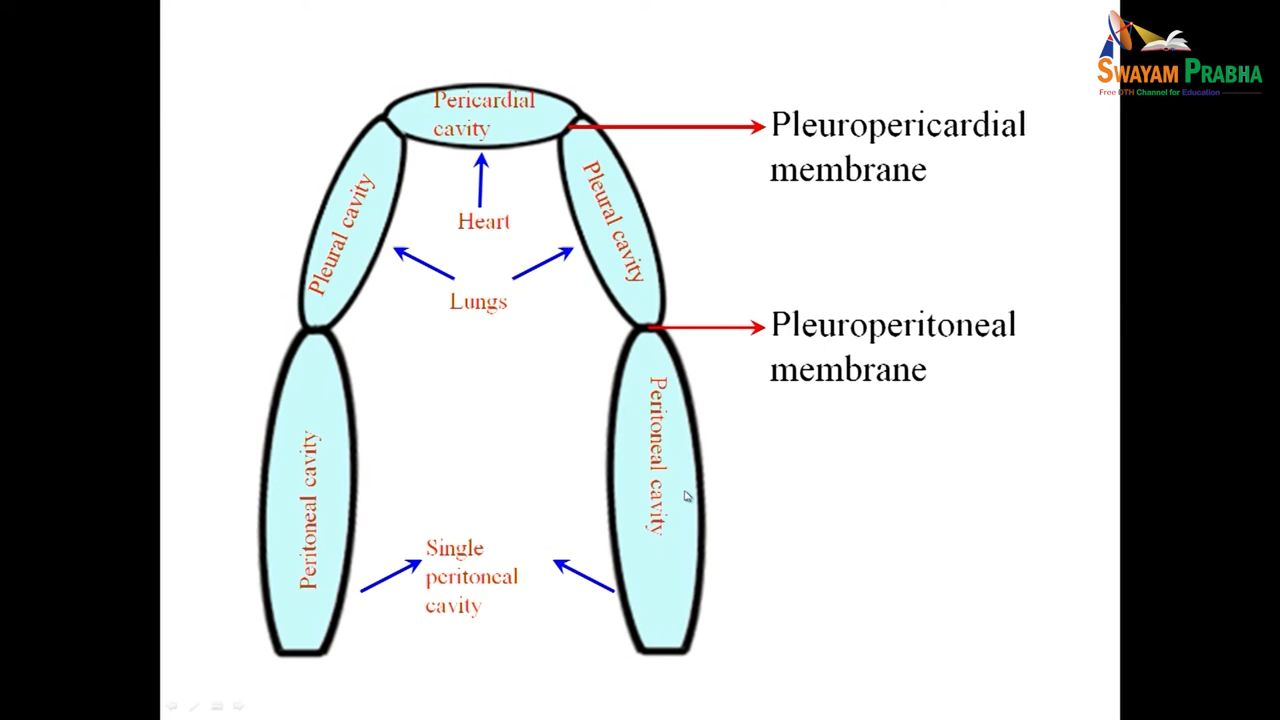 SWAYAM PRABHA
Free DTH Channel for Education
Pericardial
cavity
Pleuropericardial
membrane
Pleural cavity
Pleural cavity
Heart
Lungs
Pleuroperitoneal
membrane
Peritoneal cavity
Peritoneal cavity
Single
peritoneal
cavity